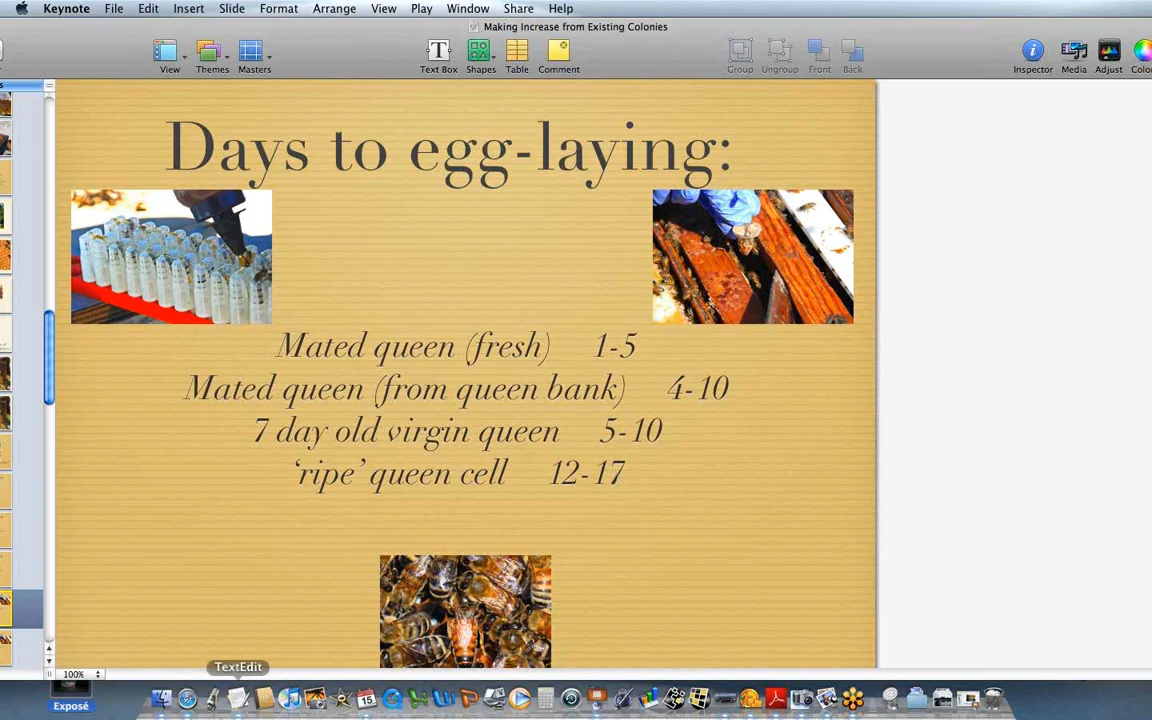 Keynote File Edit Insert Slide Format Arrange View Play Window Share Help
Making Increase from Existing Colonies
View Themes Masters Text Box Shapes Table Comment Group Ungroup Front Back Inspector Media Adjust Colo
Days to egg-laying:
Mated queen (fresh) 1-5
Mated queen (from queen bank) 4-10
7 day old virgin queen 5-10
‘ripe’ queen cell 12-17
100%
TextEdit
15
Exposé